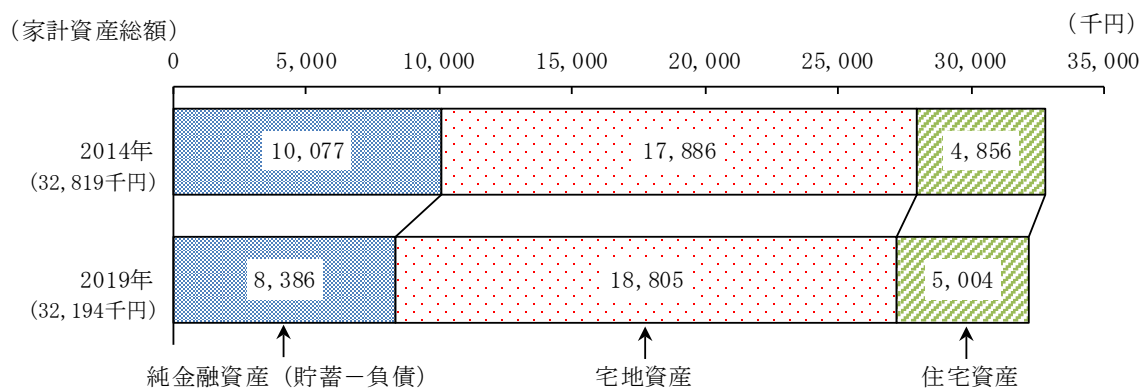 (家計資産総額)
(千円)
0 5,000 10,000 15,000 20,000 25,000 30,000 35,000
2014年
(32,819千円)
10,077 17,886 4,856
2019年
(32,194千円)
8,386 18,805 5,004
純金融資産(貯蓄-負債) 宅地資産 住宅資産